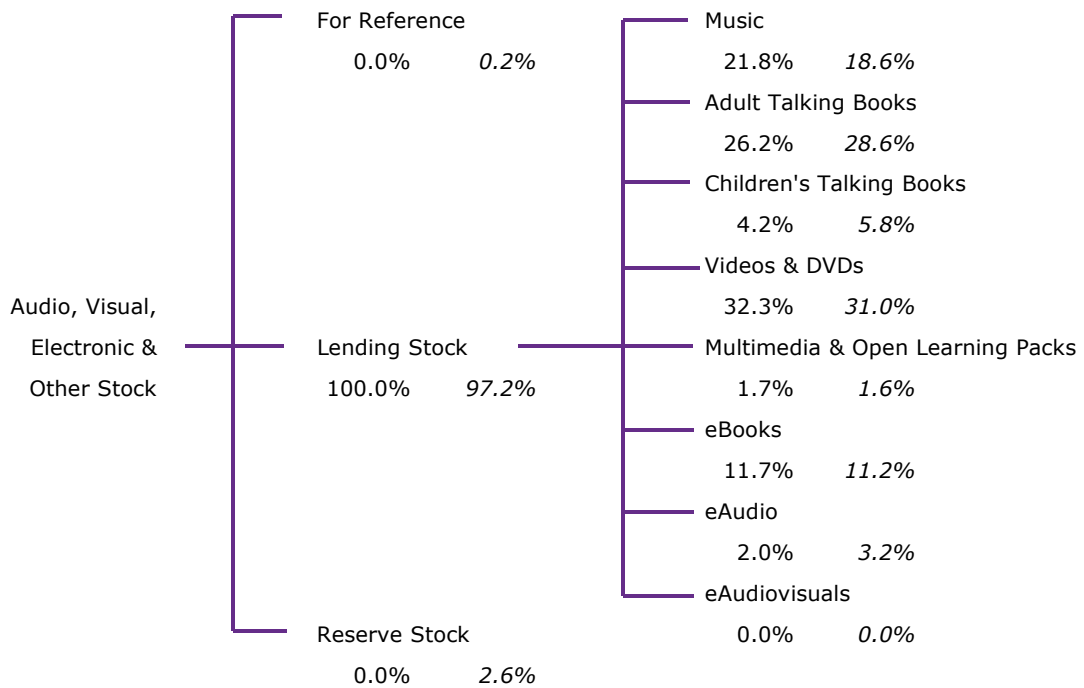 For Reference
0.0% 0.2%
Music
21.8% 18.6%
Adult Talking Books
26.2% 28.6%
Children's Talking Books
4.2% 5.8%
Videos & DVDs
32.3% 31.0%
Audio, Visual,
Electronic &
Other Stock
Lending Stock
100.0% 97.2%
Multimedia & Open Learning Packs
1.7% 1.6%
eBooks
11.7% 11.2%
eAudio
2.0% 3.2%
eAudiovisuals
0.0% 0.0%
Reserve Stock
0.0% 2.6%